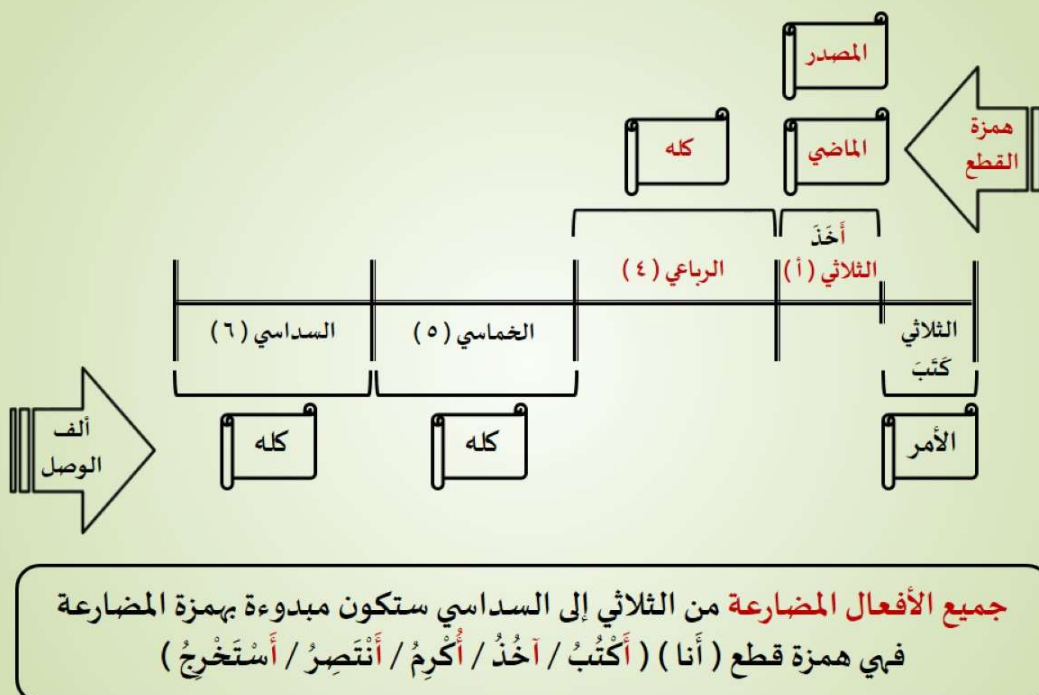 المصدر
همزة
القطع
الماضي
كله
أَخَذَ
الثلاثي (أ)
الرباعي (٤)
الثلاثي
كَتَبَ
الخماسي (٥)
السداسي (٦)
الأمر
كله
كله
ألف
الوصل
جميع الأفعال المضارعة من الثلاثي إلى السداسي ستكون مبدوءة بهمزة المضارعة
فهي همزة قطع (أَنا) (أَكْتُبُ / آخُذُ / أُكْرِمُ / أَنْتَصِرُ / أَسْتَخْرِجُ)